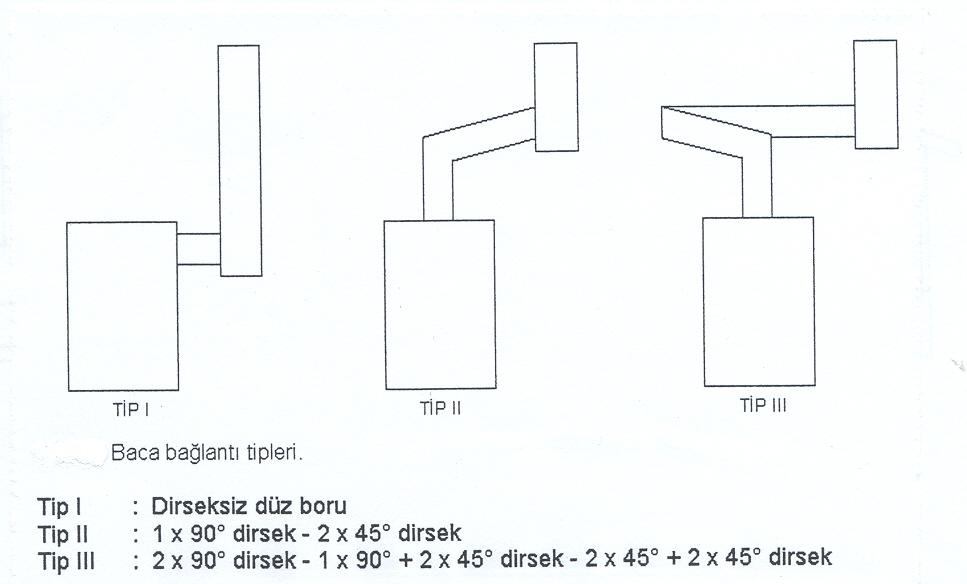 TİP I
TİP II
TİP III
Baca bağlantı tipleri.
Tip I : Dirseksiz düz boru
Tip II : 1 x 90° dirsek - 2 x 45° dirsek
Tip III : 2 x 90° dirsek - 1 x 90° + 2 x 45° dirsek - 2 x 45° + 2 x 45° dirsek